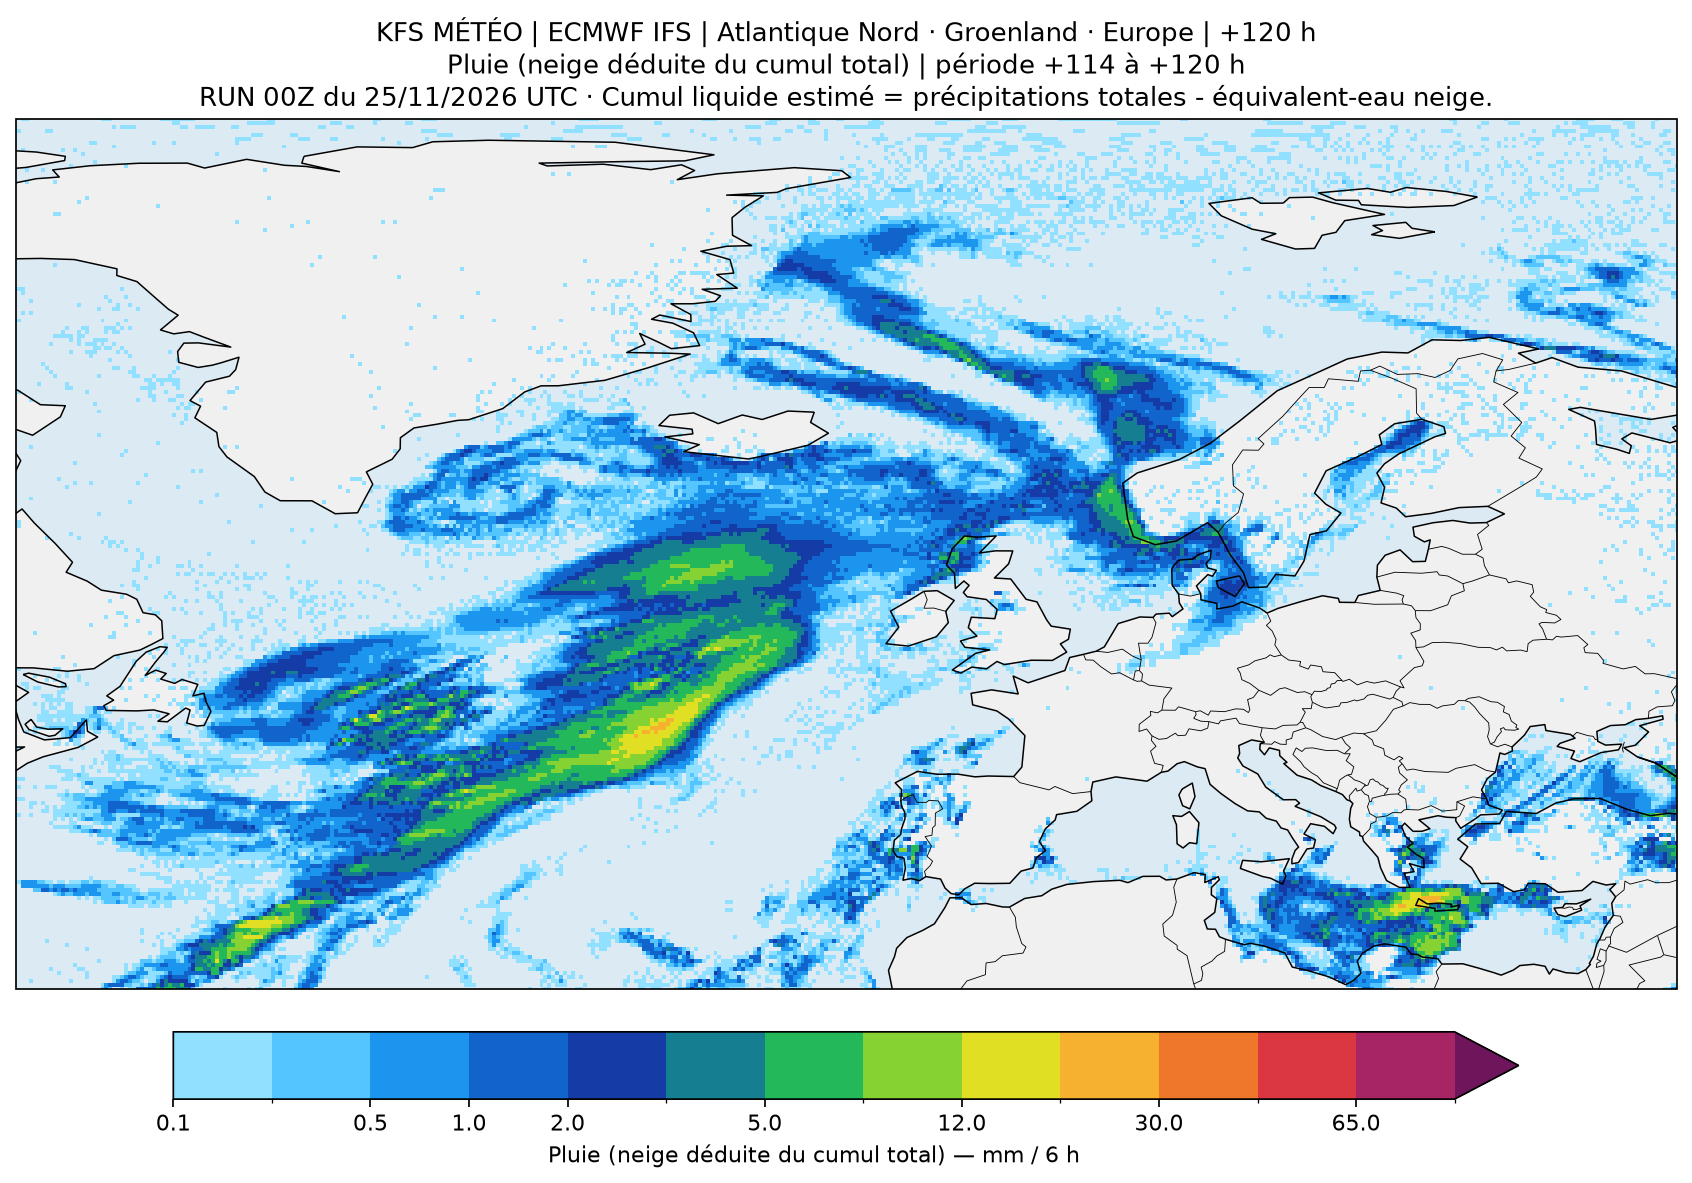 KFS MÉTÉO | ECMWF IFS | Atlantique Nord · Groenland · Europe | +120 h
Pluie (neige déduite du cumul total) | période +114 à +120 h
RUN 00Z du 25/11/2026 UTC · Cumul liquide estimé = précipitations totales - équivalent-eau neige.
0.1 0.5 1.0 2.0 5.0 12.0 30.0 65.0
Pluie (neige déduite du cumul total) — mm / 6 h